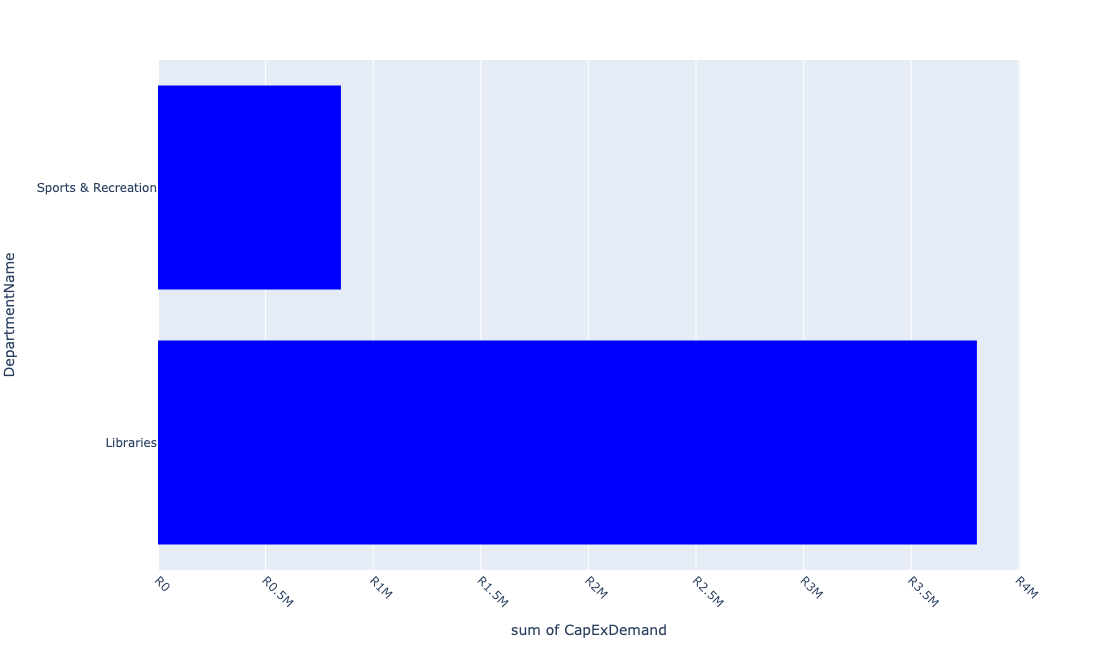 Sports & Recreation
Libraries
DepartmentName
R0
R0.5M
R1M
R1.5M
R2M
R2.5M
R3M
R3.5M
R4M
sum of CapExDemand